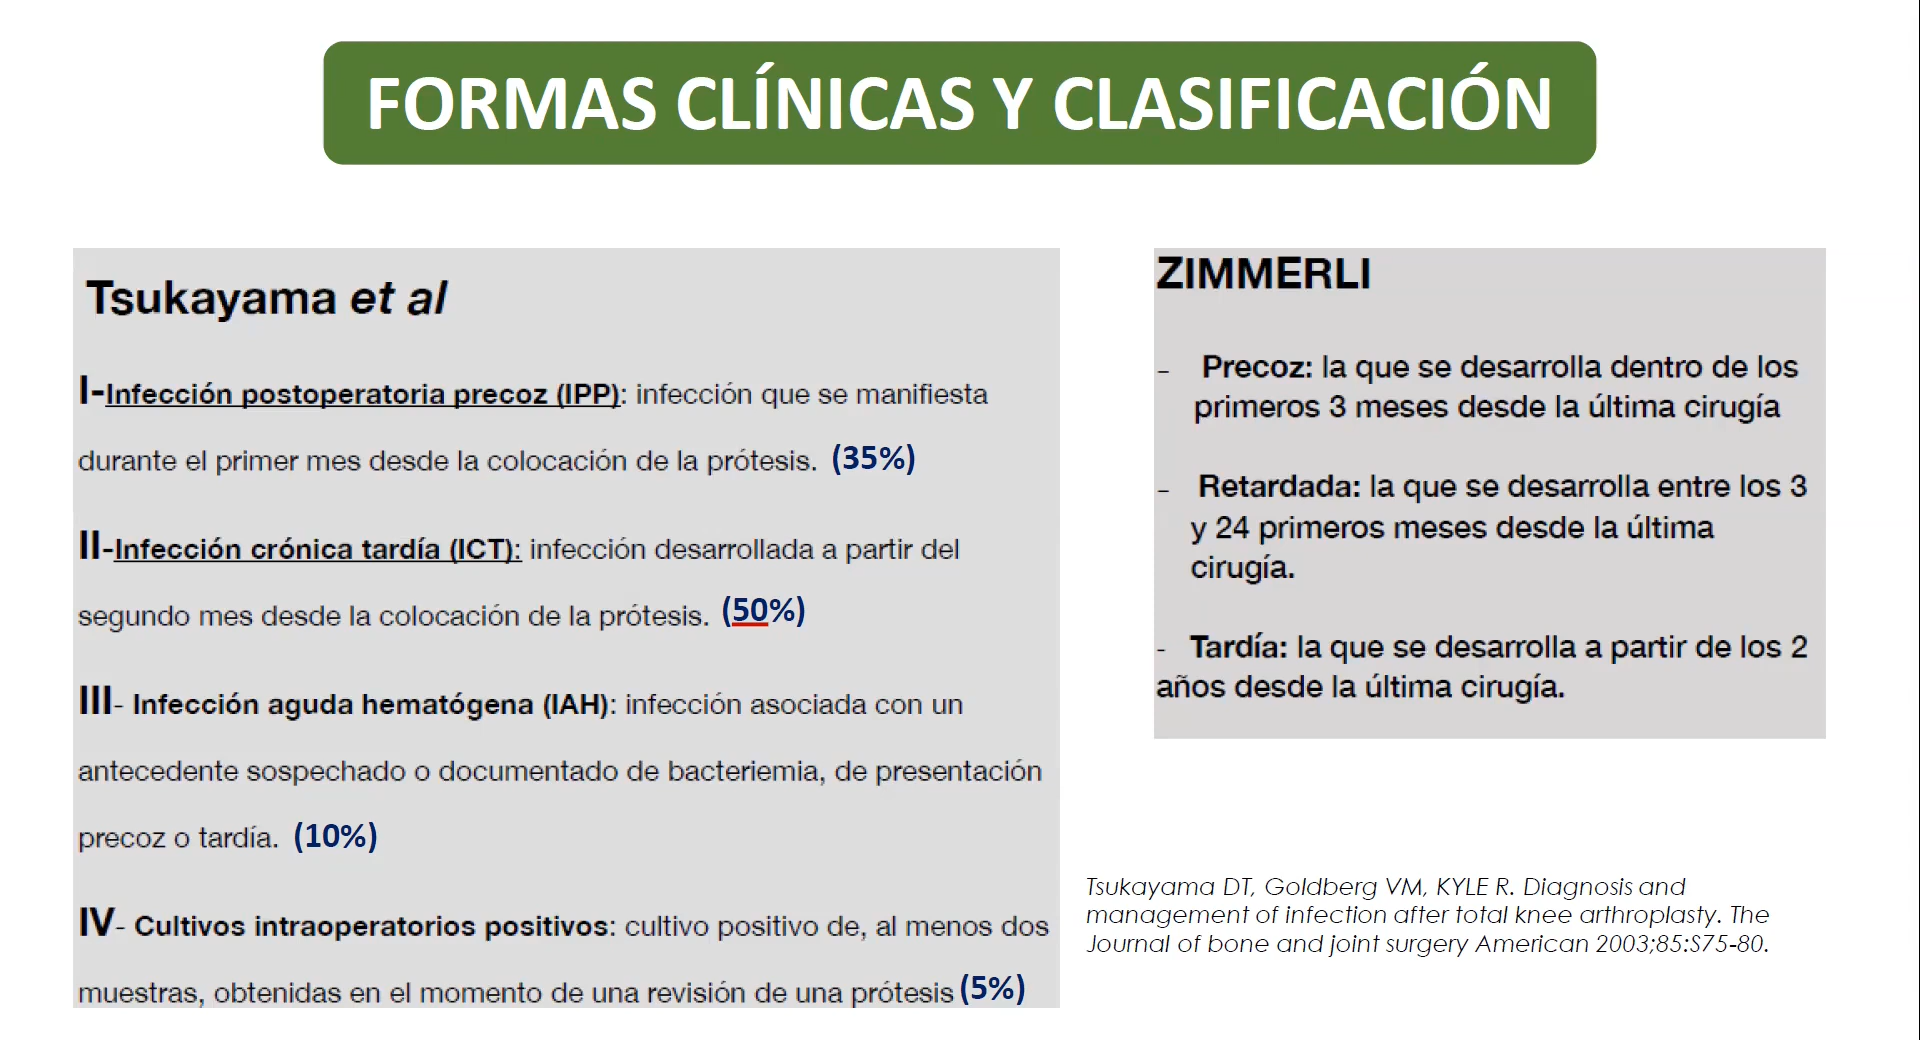 FORMAS CLÍNICAS Y CLASIFICACIÓN
Tsukayama et al
I-Infección postoperatoria precoz (IPP): infección que se manifiesta
durante el primer mes desde la colocación de la prótesis. (35%)
II-Infección crónica tardía (ICT): infección desarrollada a partir del
segundo mes desde la colocación de la prótesis. (50%)
III- Infección aguda hematógena (IAH): infección asociada con un
antecedente sospechado o documentado de bacteriemia, de presentación
precoz o tardía. (10%)
IV- Cultivos intraoperatorios positivos: cultivo positivo de, al menos dos
muestras, obtenidas en el momento de una revisión de una prótesis (5%)
ZIMMERLI
- Precoz: la que se desarrolla dentro de los
primeros 3 meses desde la última cirugía
- Retardada: la que se desarrolla entre los 3
y 24 primeros meses desde la última
cirugía.
- Tardía: la que se desarrolla a partir de los 2
años desde la última cirugía.
Tsukayama DT, Goldberg VM, KYLE R. Diagnosis and
management of infection after total knee arthroplasty. The
Journal of bone and joint surgery American 2003;85:S75-80.